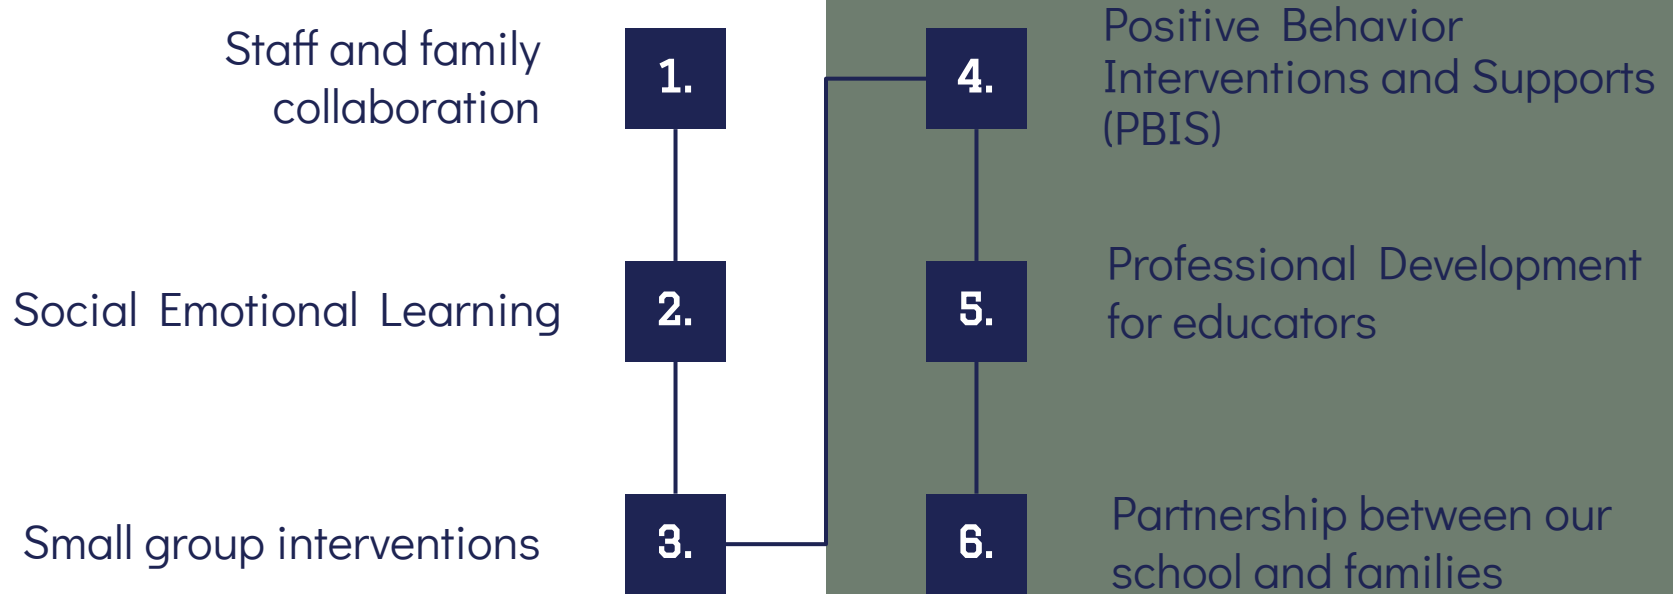 Staff and family
collaboration
1.
Social Emotional Learning
2.
Small group interventions
3.
4.
Positive Behavior
Interventions and Supports
(PBIS)
5.
Professional Development
for educators
6.
Partnership between our
school and families